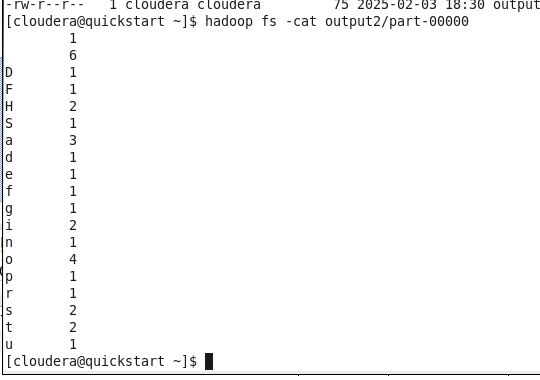 -rw-r--r--   1 cloudera cloudera         75 2025-02-03 18:30 output
[cloudera@quickstart ~]$ hadoop fs -cat output2/part-00000
        1
        6
D       1
F       1
H       2
S       1
a       3
d       1
e       1
f       1
g       1
i       2
n       1
o       4
p       1
r       1
s       2
t       2
u       1
[cloudera@quickstart ~]$